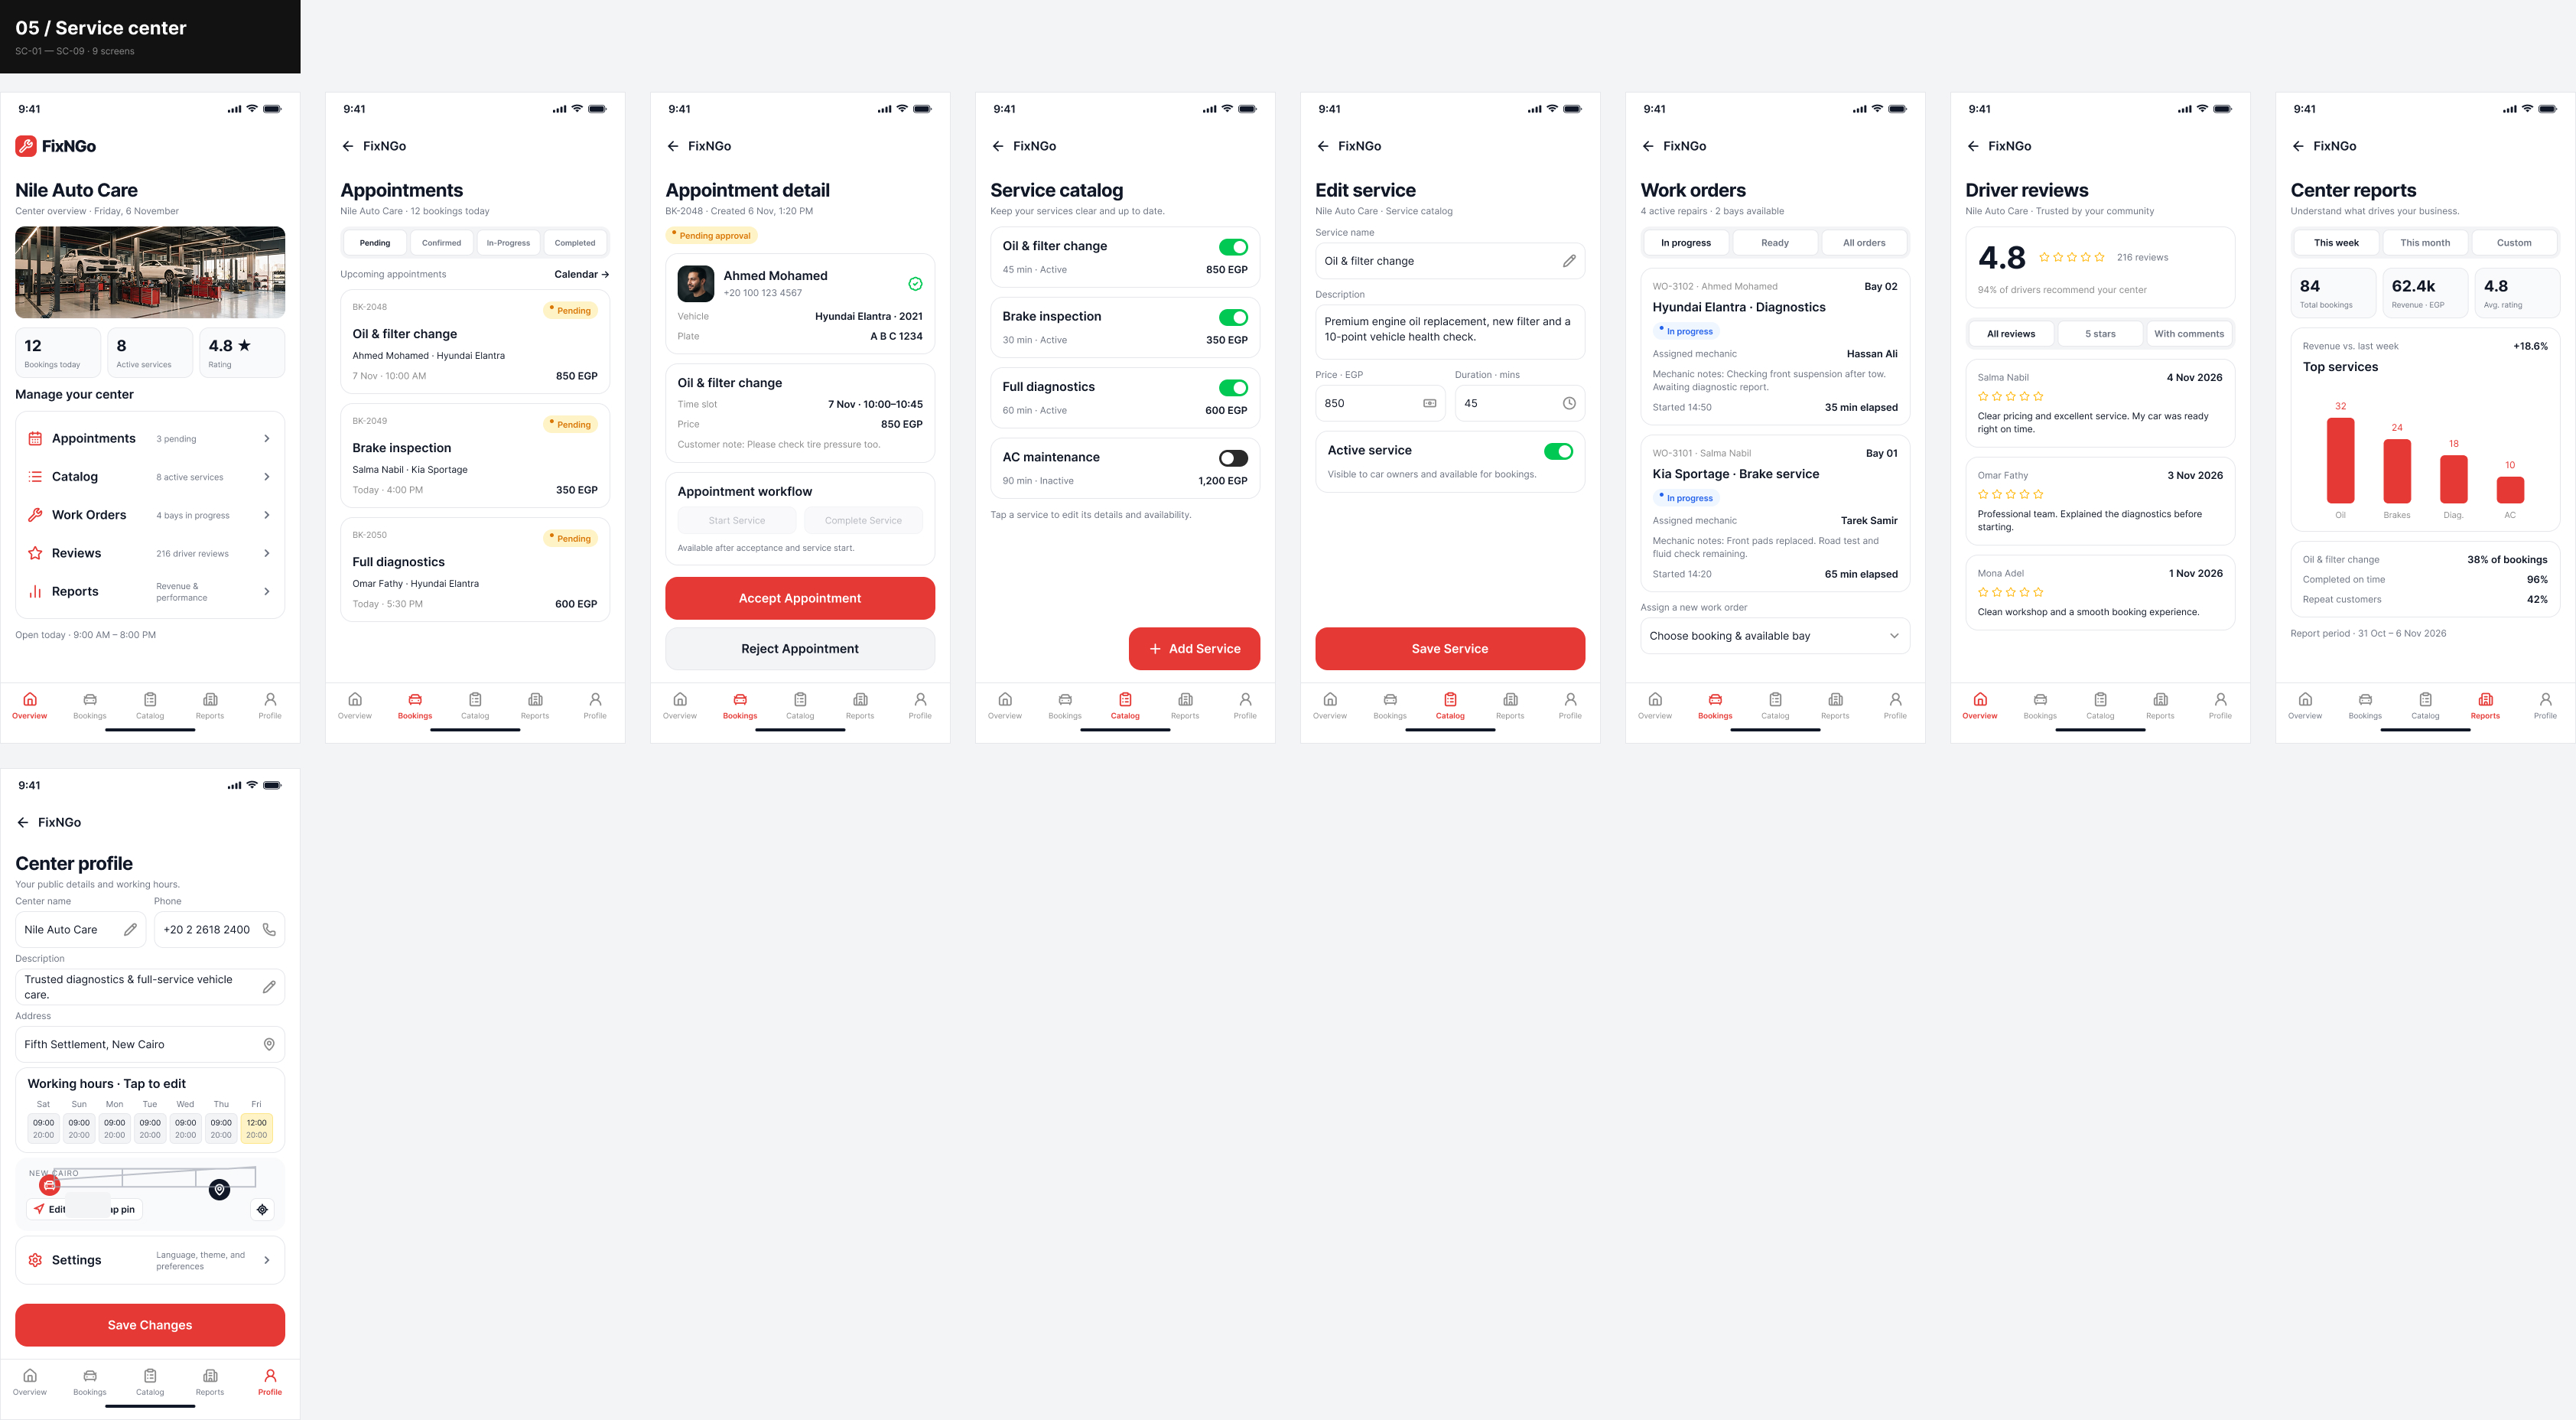 05 / Service center
SC-01 — SC-09 · 9 screens
9:41
FixNGo
Nile Auto Care
Center overview · Friday, 6 November
12
Bookings today
8
Active services
4.8 ★
Rating
Manage your center
Appointments
3 pending
Catalog
8 active services
Work Orders
4 bays in progress
Reviews
216 driver reviews
Reports
Revenue &
performance
Open today · 9:00 AM – 8:00 PM
Overview
Bookings
Catalog
Reports
Profile
9:41
FixNGo
Appointments
Nile Auto Care · 12 bookings today
Pending
Confirmed
In-Progress
Completed
Upcoming appointments
Calendar →
BK-2048
Pending
Oil & filter change
Ahmed Mohamed · Hyundai Elantra
7 Nov · 10:00 AM
850 EGP
BK-2049
Pending
Brake inspection
Salma Nabil · Kia Sportage
Today · 4:00 PM
350 EGP
BK-2050
Pending
Full diagnostics
Omar Fathy · Hyundai Elantra
Today · 5:30 PM
600 EGP
Overview
Bookings
Catalog
Reports
Profile
9:41
FixNGo
Appointment detail
BK-2048 · Created 6 Nov, 1:20 PM
Pending approval
Ahmed Mohamed
+20 100 123 4567
Vehicle
Hyundai Elantra · 2021
Plate
A B C 1234
Oil & filter change
Time slot
7 Nov · 10:00–10:45
Price
850 EGP
Customer note: Please check tire pressure too.
Appointment workflow
Start Service
Complete Service
Available after acceptance and service start.
Accept Appointment
Reject Appointment
Overview
Bookings
Catalog
Reports
Profile
9:41
FixNGo
Service catalog
Keep your services clear and up to date.
Oil & filter change
45 min · Active
850 EGP
Brake inspection
30 min · Active
350 EGP
Full diagnostics
60 min · Active
600 EGP
AC maintenance
90 min · Inactive
1,200 EGP
Tap a service to edit its details and availability.
Add Service
Overview
Bookings
Catalog
Reports
Profile
9:41
FixNGo
Edit service
Nile Auto Care · Service catalog
Service name
Oil & filter change
Description
Premium engine oil replacement, new filter and a
10-point vehicle health check.
Price · EGP
Duration · mins
850
45
Active service
Visible to car owners and available for bookings.
Save Service
Overview
Bookings
Catalog
Reports
Profile
9:41
FixNGo
Work orders
4 active repairs · 2 bays available
In progress
Ready
All orders
WO-3102 · Ahmed Mohamed
Bay 02
Hyundai Elantra · Diagnostics
In progress
Assigned mechanic
Hassan Ali
Mechanic notes: Checking front suspension after tow.
Awaiting diagnostic report.
Started 14:50
35 min elapsed
WO-3101 · Salma Nabil
Bay 01
Kia Sportage · Brake service
In progress
Assigned mechanic
Tarek Samir
Mechanic notes: Front pads replaced. Road test and
fluid check remaining.
Started 14:20
65 min elapsed
Assign a new work order
Choose booking & available bay
Overview
Bookings
Catalog
Reports
Profile
9:41
FixNGo
Driver reviews
Nile Auto Care · Trusted by your community
4.8
216 reviews
94% of drivers recommend your center
All reviews
5 stars
With comments
Salma Nabil
4 Nov 2026
Clear pricing and excellent service. My car was ready
right on time.
Omar Fathy
3 Nov 2026
Professional team. Explained the diagnostics before
starting.
Mona Adel
1 Nov 2026
Clean workshop and a smooth booking experience.
Overview
Bookings
Catalog
Reports
Profile
9:41
FixNGo
Center reports
Understand what drives your business.
This week
This month
Custom
84
Total bookings
62.4k
Revenue · EGP
4.8
Avg. rating
Revenue vs. last week
+18.6%
Top services
32
24
18
10
Oil
Brakes
Diag.
AC
Oil & filter change
38% of bookings
Completed on time
96%
Repeat customers
42%
Report period · 31 Oct – 6 Nov 2026
Overview
Bookings
Catalog
Reports
Profile
9:41
FixNGo
Center profile
Your public details and working hours.
Center name
Phone
Nile Auto Care
+20 2 2618 2400
Description
Trusted diagnostics & full-service vehicle
care.
Address
Fifth Settlement, New Cairo
Working hours · Tap to edit
Sat Sun Mon Tue Wed Thu Fri
09:00 09:00 09:00 09:00 09:00 09:00 12:00
20:00 20:00 20:00 20:00 20:00 20:00 20:00
NEW CAIRO
Edit
pin
Settings
Language, theme, and
preferences
Save Changes
Overview
Bookings
Catalog
Reports
Profile